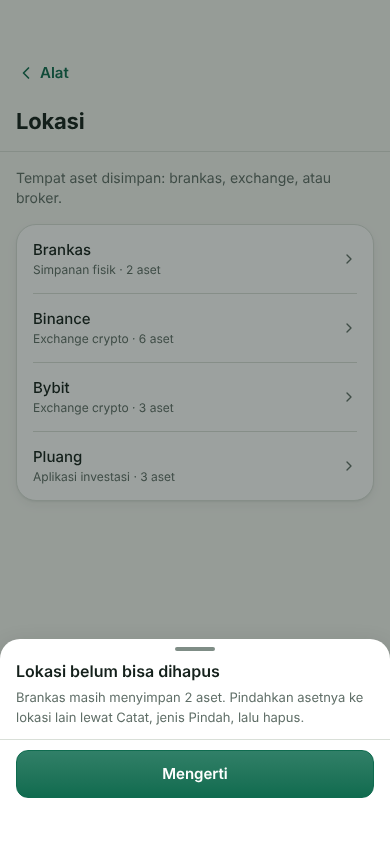 Alat
Lokasi
Tempat aset disimpan: brankas, exchange, atau
broker.
Brankas
Simpanan fisik · 2 aset
Binance
Exchange crypto · 6 aset
Bybit
Exchange crypto · 3 aset
Pluang
Aplikasi investasi · 3 aset
Lokasi belum bisa dihapus
Brankas masih menyimpan 2 aset. Pindahkan asetnya ke
lokasi lain lewat Catat, jenis Pindah, lalu hapus.
Mengerti